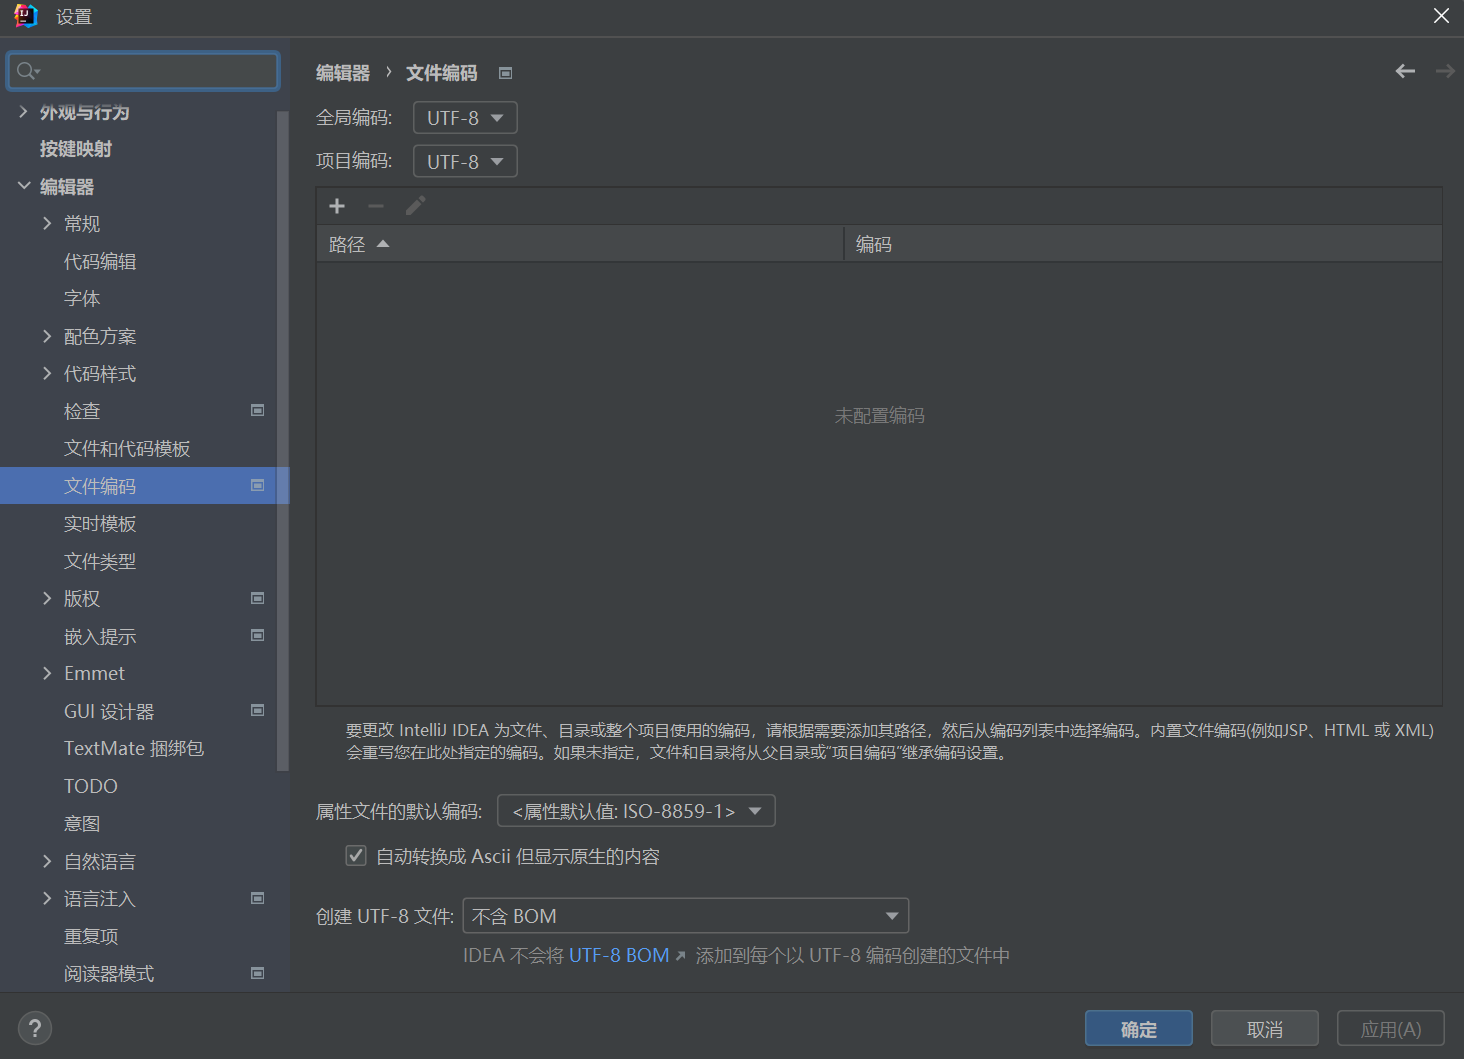 设置
外观与行为
按键映射
编辑器
常规
代码编辑
字体
配色方案
代码样式
检查
文件和代码模板
文件编码
实时模板
文件类型
版权
嵌入提示
Emmet
GUI 设计器
TextMate 捆绑包
TODO
意图
自然语言
语言注入
重复项
阅读器模式
编辑器 › 文件编码
全局编码: UTF-8
项目编码: UTF-8
路径 编码
未配置编码
要更改 IntelliJ IDEA 为文件、目录或整个项目使用的编码，请根据需要添加其路径，然后从编码列表中选择编码。内置文件编码(例如JSP、HTML 或 XML)
会重写您在此处指定的编码。如果未指定，文件和目录将从父目录或"项目编码"继承编码设置。
属性文件的默认编码: <属性默认值: ISO-8859-1>
自动转换成 Ascii 但显示原生的内容
创建 UTF-8 文件: 不含 BOM
IDEA 不会将 UTF-8 BOM 添加到每个以 UTF-8 编码创建的文件中
?
确定 取消 应用(A)